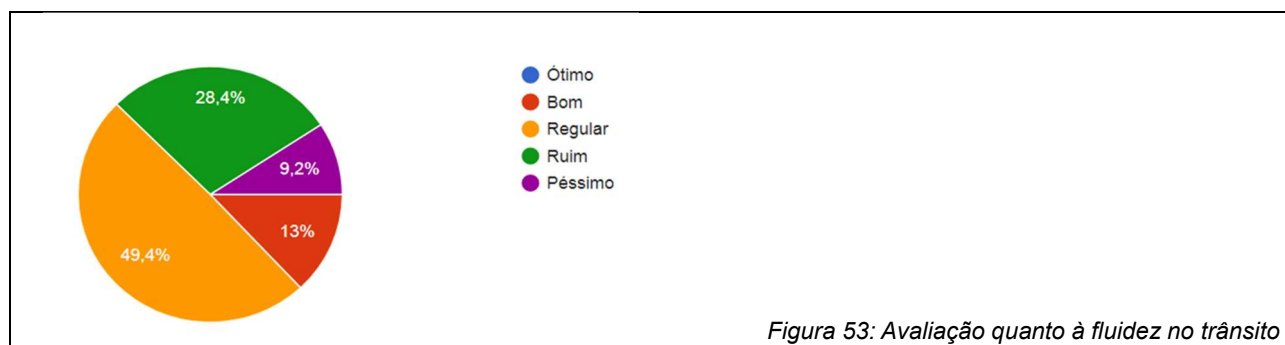 28,4%
9,2%
13%
49,4%
Ótimo
Bom
Regular
Ruim
Péssimo
Figura 53: Avaliação quanto à fluidez no trânsito